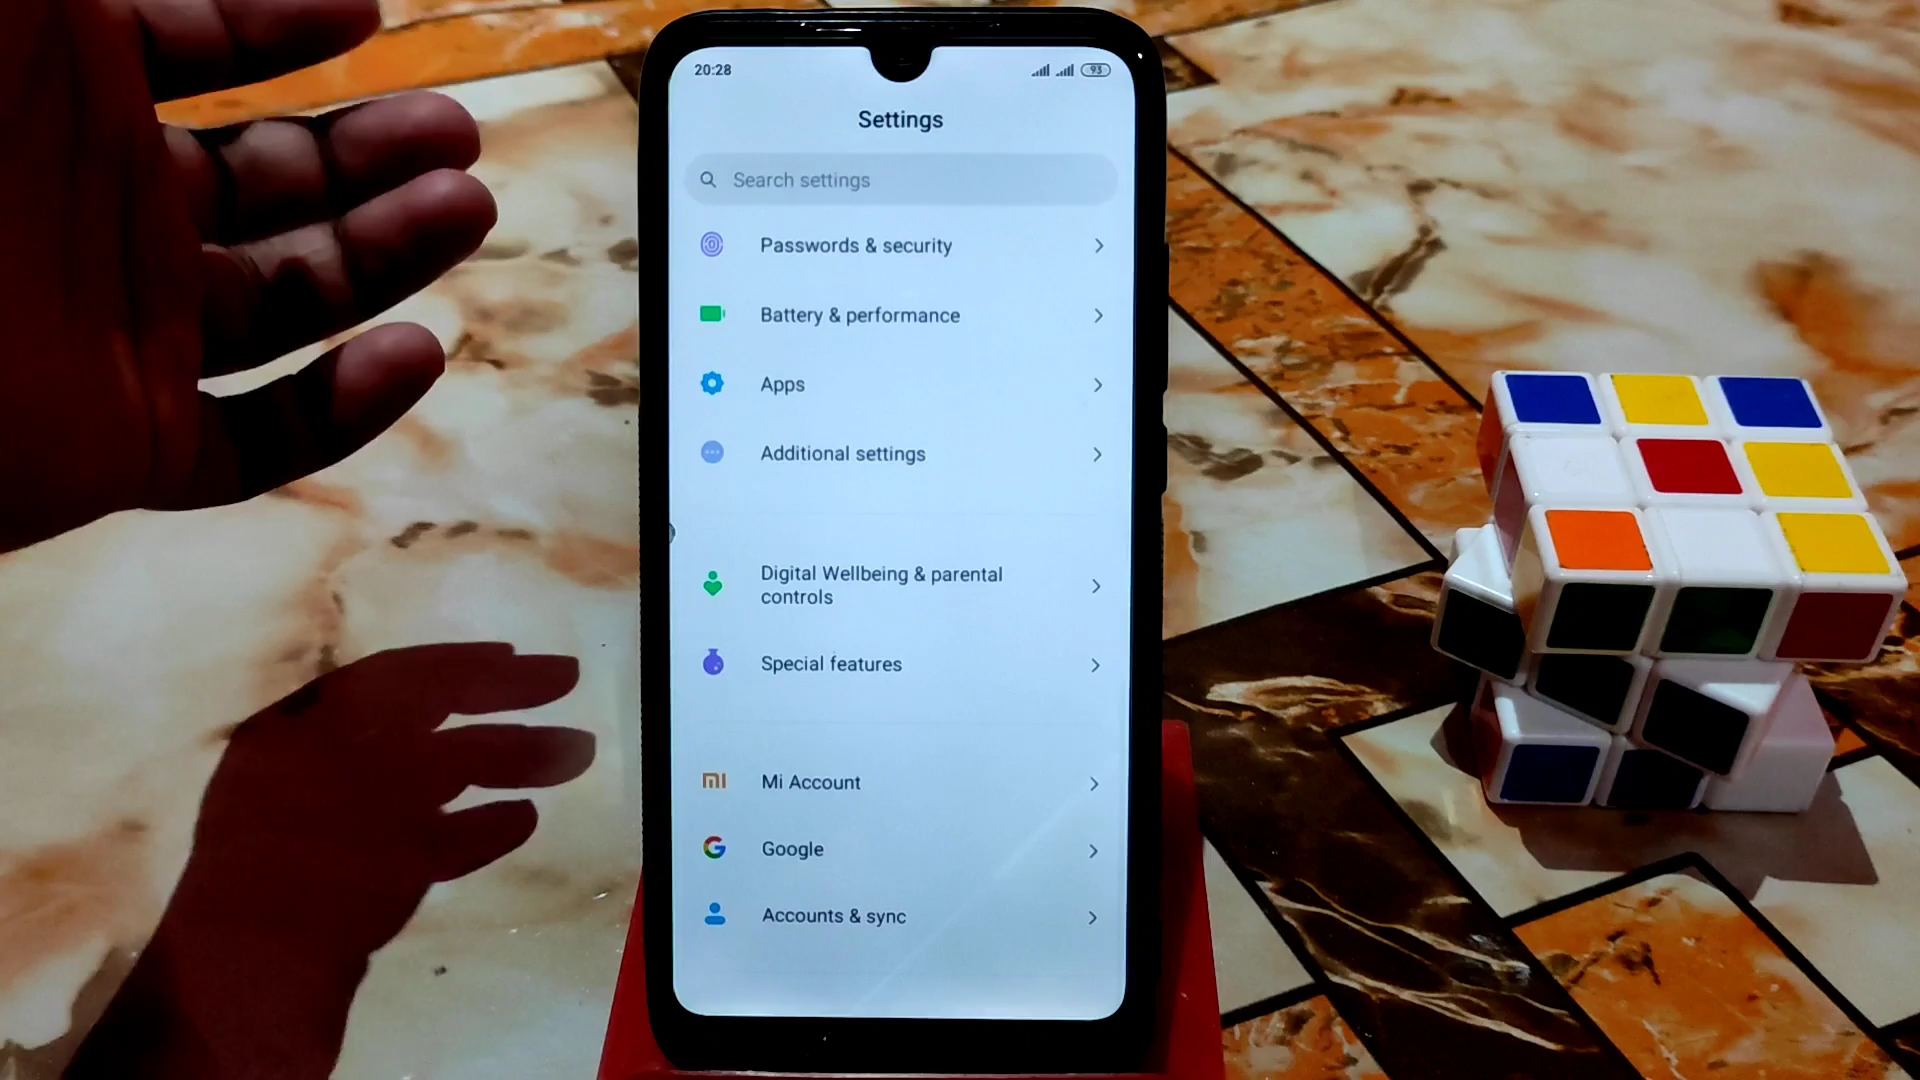 20:28
93
Settings
Search settings
Passwords & security
Battery & performance
Apps
Additional settings
Digital Wellbeing & parental
controls
Special features
mi
Mi Account
G
Google
Accounts & sync